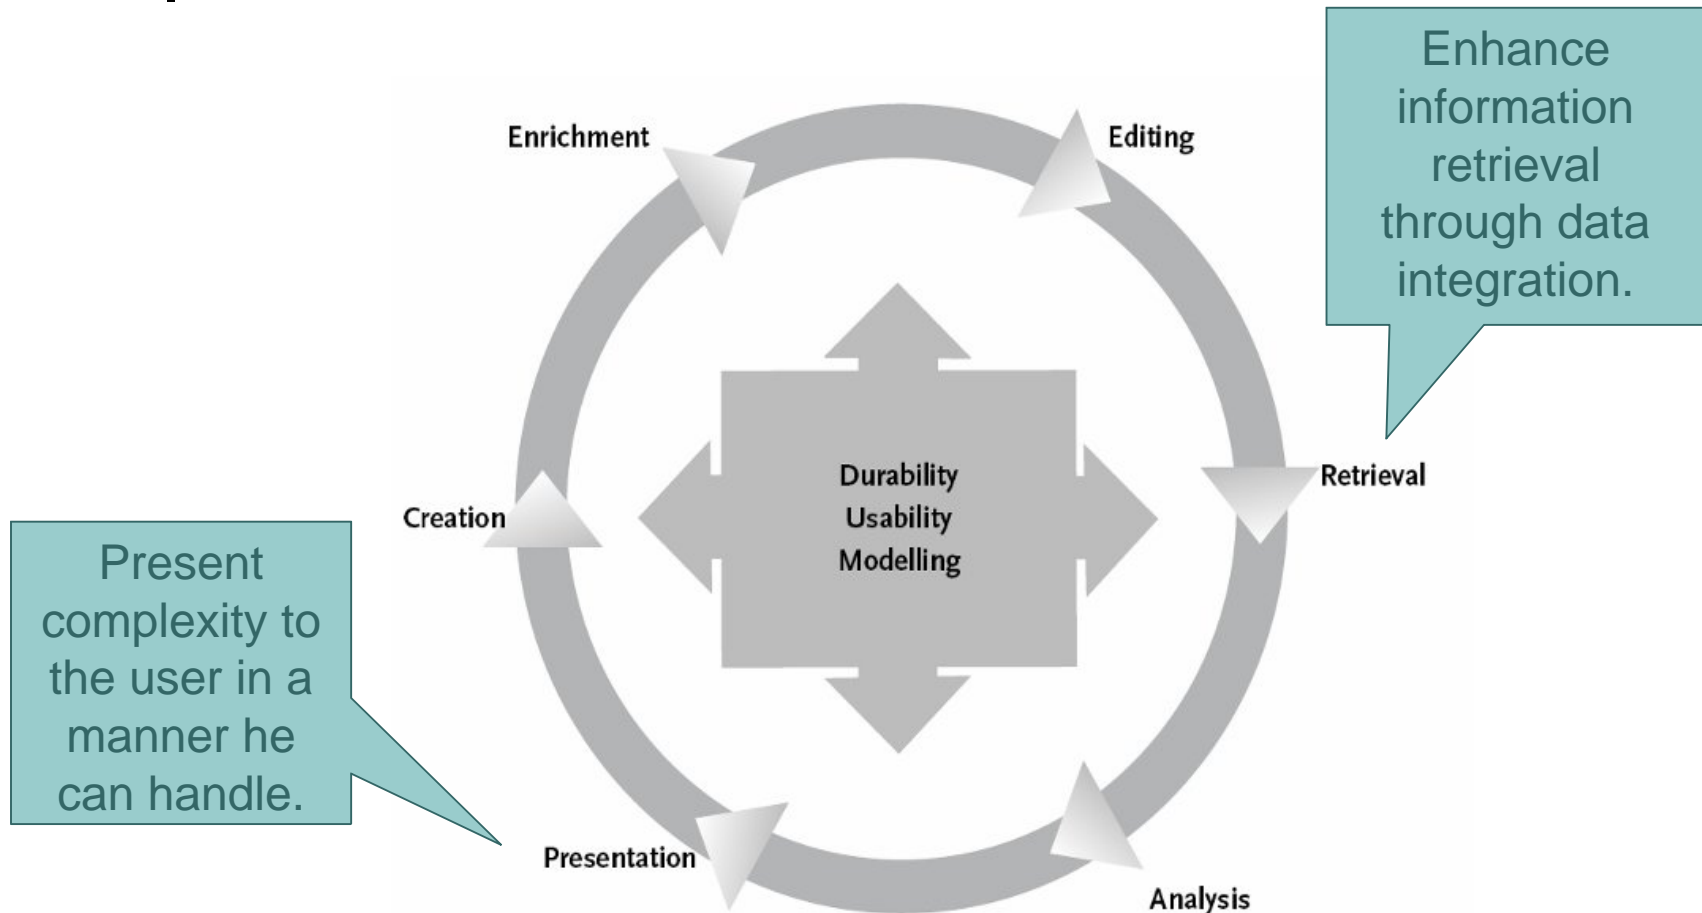 Enhance
information
retrieval
through data
integration.
Enrichment
Editing
Retrieval
Durability
Usability
Modelling
Creation
Present
complexity to
the user in a
manner he
can handle.
Presentation
Analysis